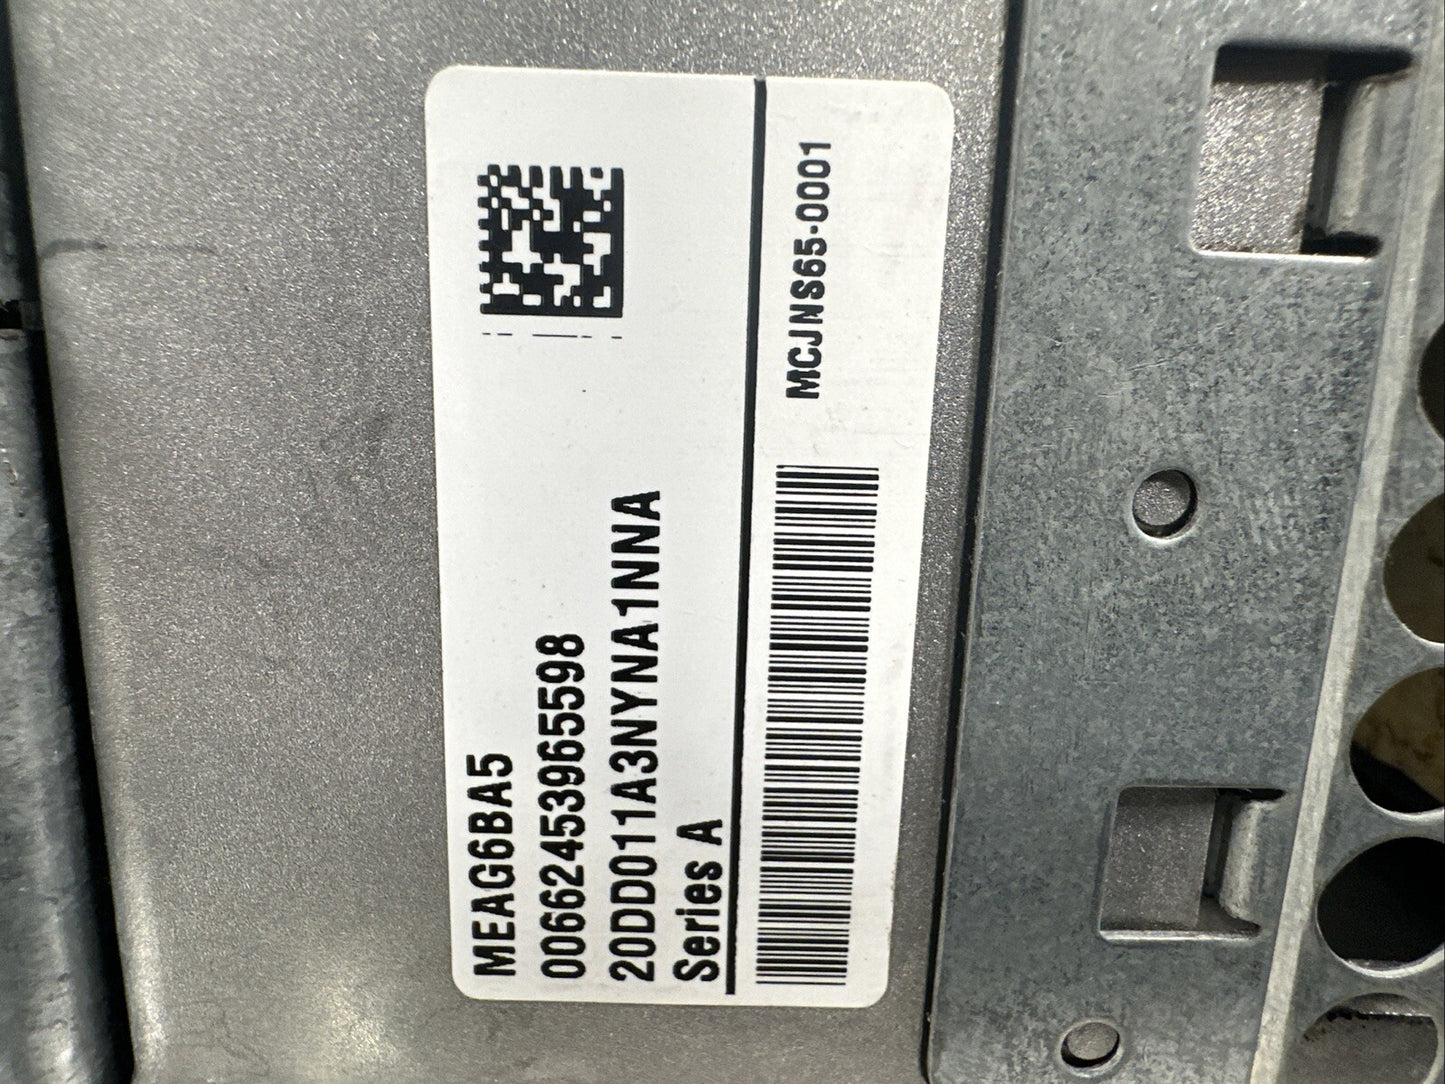 MEAG6BA5
00662453965598
20DD011A3NYNA1NNA
Series A
MCJNS65-0001